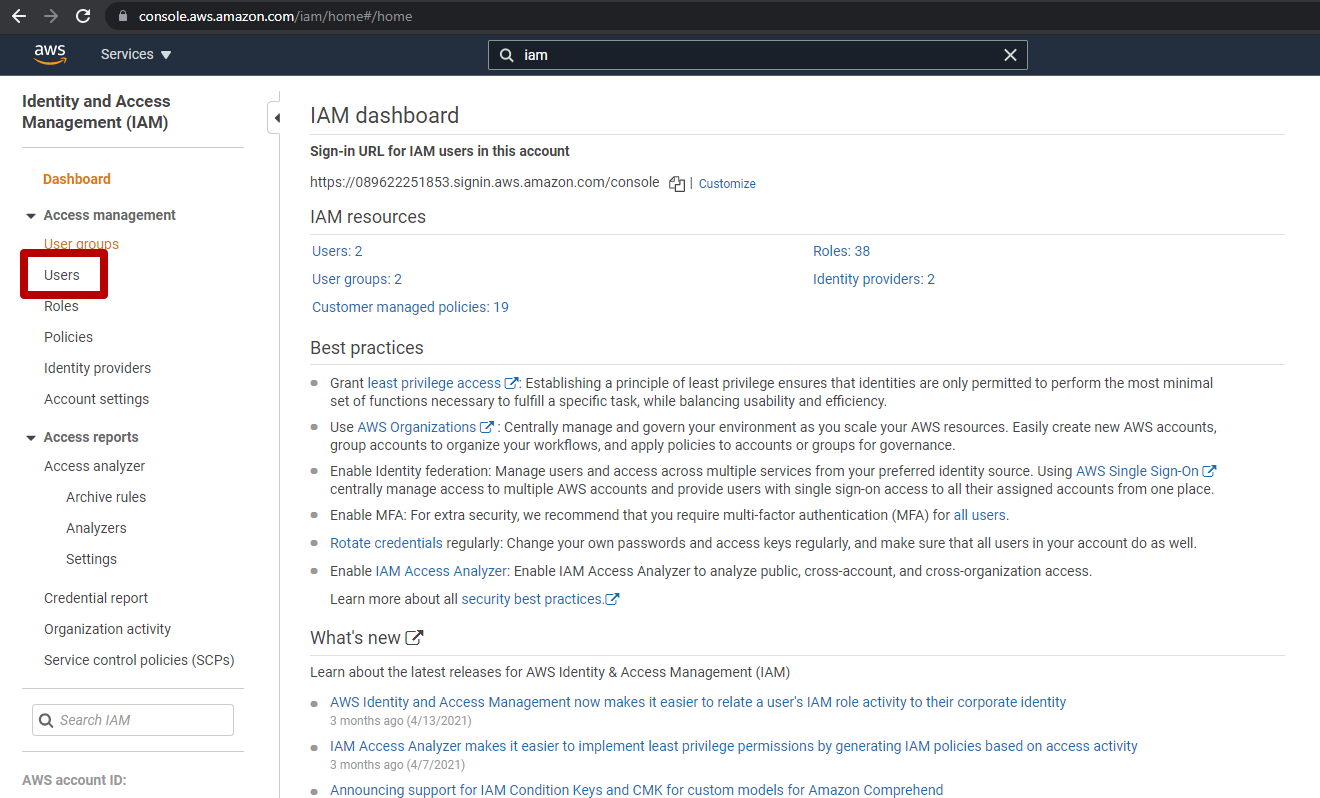 console.aws.amazon.com/iam/home#/home
aws Services iam
Identity and Access
Management (IAM)
Dashboard
Access management
User groups
Users
Roles
Policies
Identity providers
Account settings
Access reports
Access analyzer
Archive rules
Analyzers
Settings
Credential report
Organization activity
Service control policies (SCPs)
Search IAM
AWS account ID:
IAM dashboard
Sign-in URL for IAM users in this account
https://089622251853.signin.aws.amazon.com/console | Customize
IAM resources
Users: 2 Roles: 38
User groups: 2 Identity providers: 2
Customer managed policies: 19
Best practices
Grant least privilege access : Establishing a principle of least privilege ensures that identities are only permitted to perform the most minimal
set of functions necessary to fulfill a specific task, while balancing usability and efficiency.
Use AWS Organizations : Centrally manage and govern your environment as you scale your AWS resources. Easily create new AWS accounts,
group accounts to organize your workflows, and apply policies to accounts or groups for governance.
Enable Identity federation: Manage users and access across multiple services from your preferred identity source. Using AWS Single Sign-On
centrally manage access to multiple AWS accounts and provide users with single sign-on access to all their assigned accounts from one place.
Enable MFA: For extra security, we recommend that you require multi-factor authentication (MFA) for all users.
Rotate credentials regularly: Change your own passwords and access keys regularly, and make sure that all users in your account do as well.
Enable IAM Access Analyzer: Enable IAM Access Analyzer to analyze public, cross-account, and cross-organization access.
Learn more about all security best practices.
What's new
Learn about the latest releases for AWS Identity & Access Management (IAM)
AWS Identity and Access Management now makes it easier to relate a user's IAM role activity to their corporate identity
3 months ago (4/13/2021)
IAM Access Analyzer makes it easier to implement least privilege permissions by generating IAM policies based on access activity
3 months ago (4/7/2021)
Announcing support for IAM Condition Keys and CMK for custom models for Amazon Comprehend